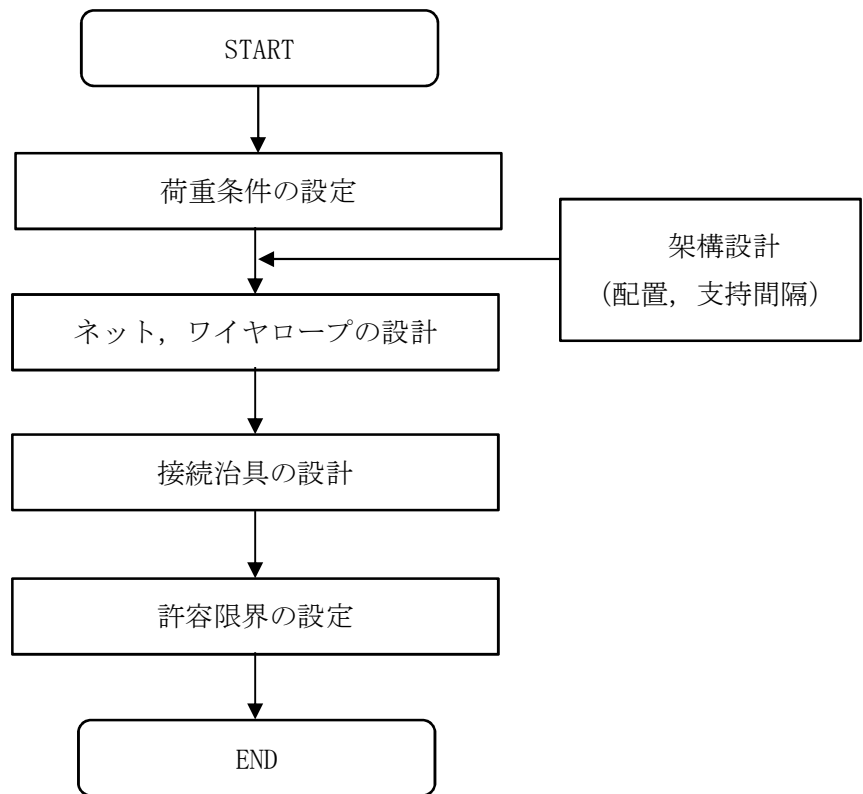 START
荷重条件の設定
架構設計
(配置, 支持間隔)
ネット, ワイヤロープの設計
接続治具の設計
許容限界の設定
END